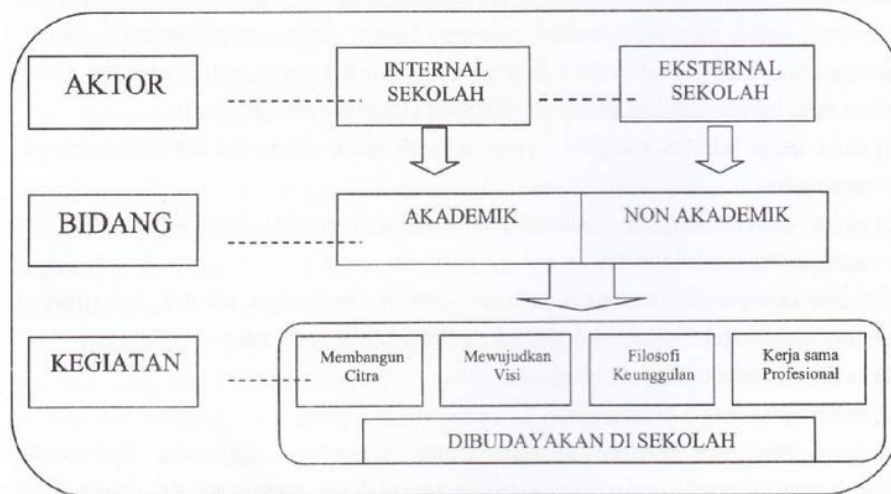 AKTOR
INTERNAL
SEKOLAH
EKSTERNAL
SEKOLAH
BIDANG
AKADEMIK
NON AKADEMIK
KEGIATAN
Membangun
Citra
Mewujudkan
Visi
Filosofi
Keunggulan
Kerja sama
Profesional
DIBUDAYAKAN DI SEKOLAH